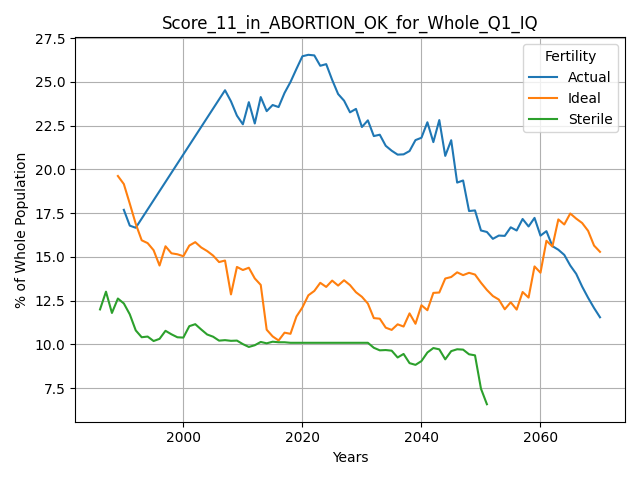 Score_11_in_ABORTION_OK_for_Whole_Q1_IQ
% of Whole Population
27.5
25.0
22.5
20.0
17.5
15.0
12.5
10.0
7.5
Fertility
Actual
Ideal
Sterile
2000
2020
2040
2060
Years